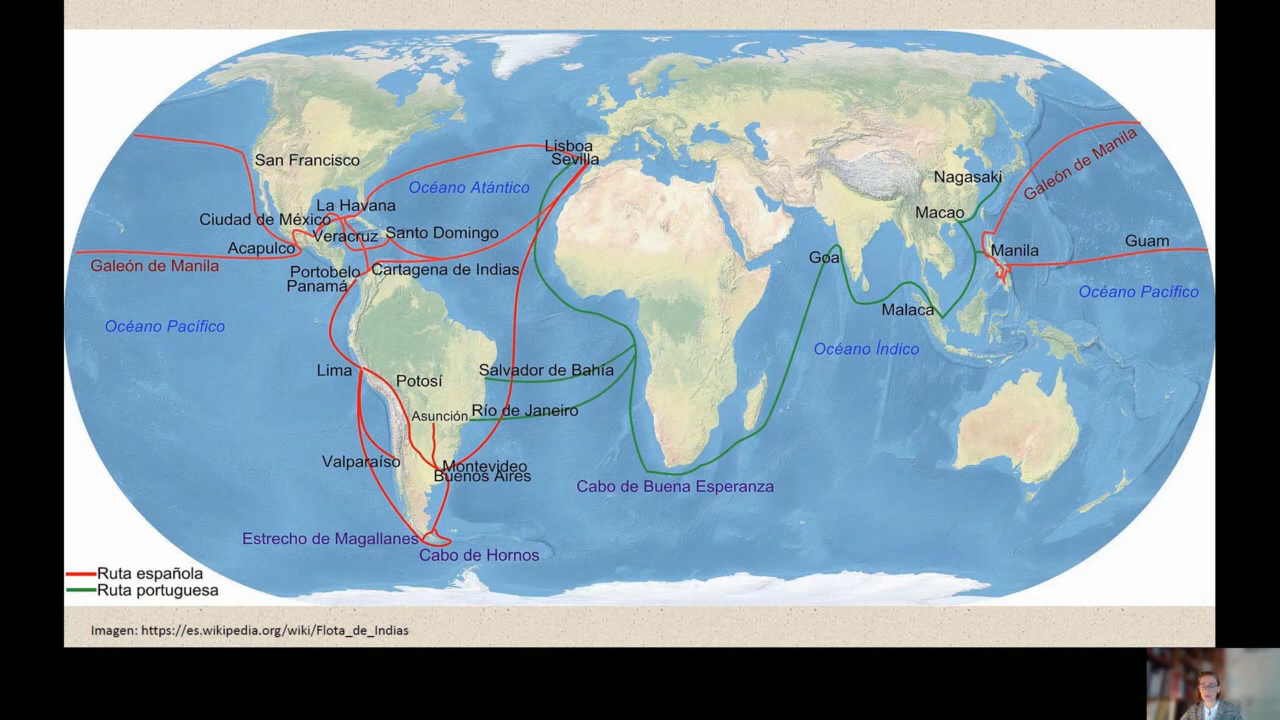 Lisboa
Sevilla
San Francisco
Océano Atántico
Nagasaki
Galeón de Manila
La Havana
Macao
Ciudad de México
Veracruz
Santo Domingo
Acapulco
Manila
Guam
Galeón de Manila
Portobelo
Cartagena de Indias
Goa
Panamá
Océano Pacífico
Malaca
Océano Pacífico
Océano Índico
Lima
Potosí
Salvador de Bahía
Asunción
Río de Janeiro
Valparaíso
Montevideo
Buenos Aires
Cabo de Buena Esperanza
Estrecho de Magallanes
Cabo de Hornos
Ruta española
Ruta portuguesa
Imagen: https://es.wikipedia.org/wiki/Flota_de_Indias